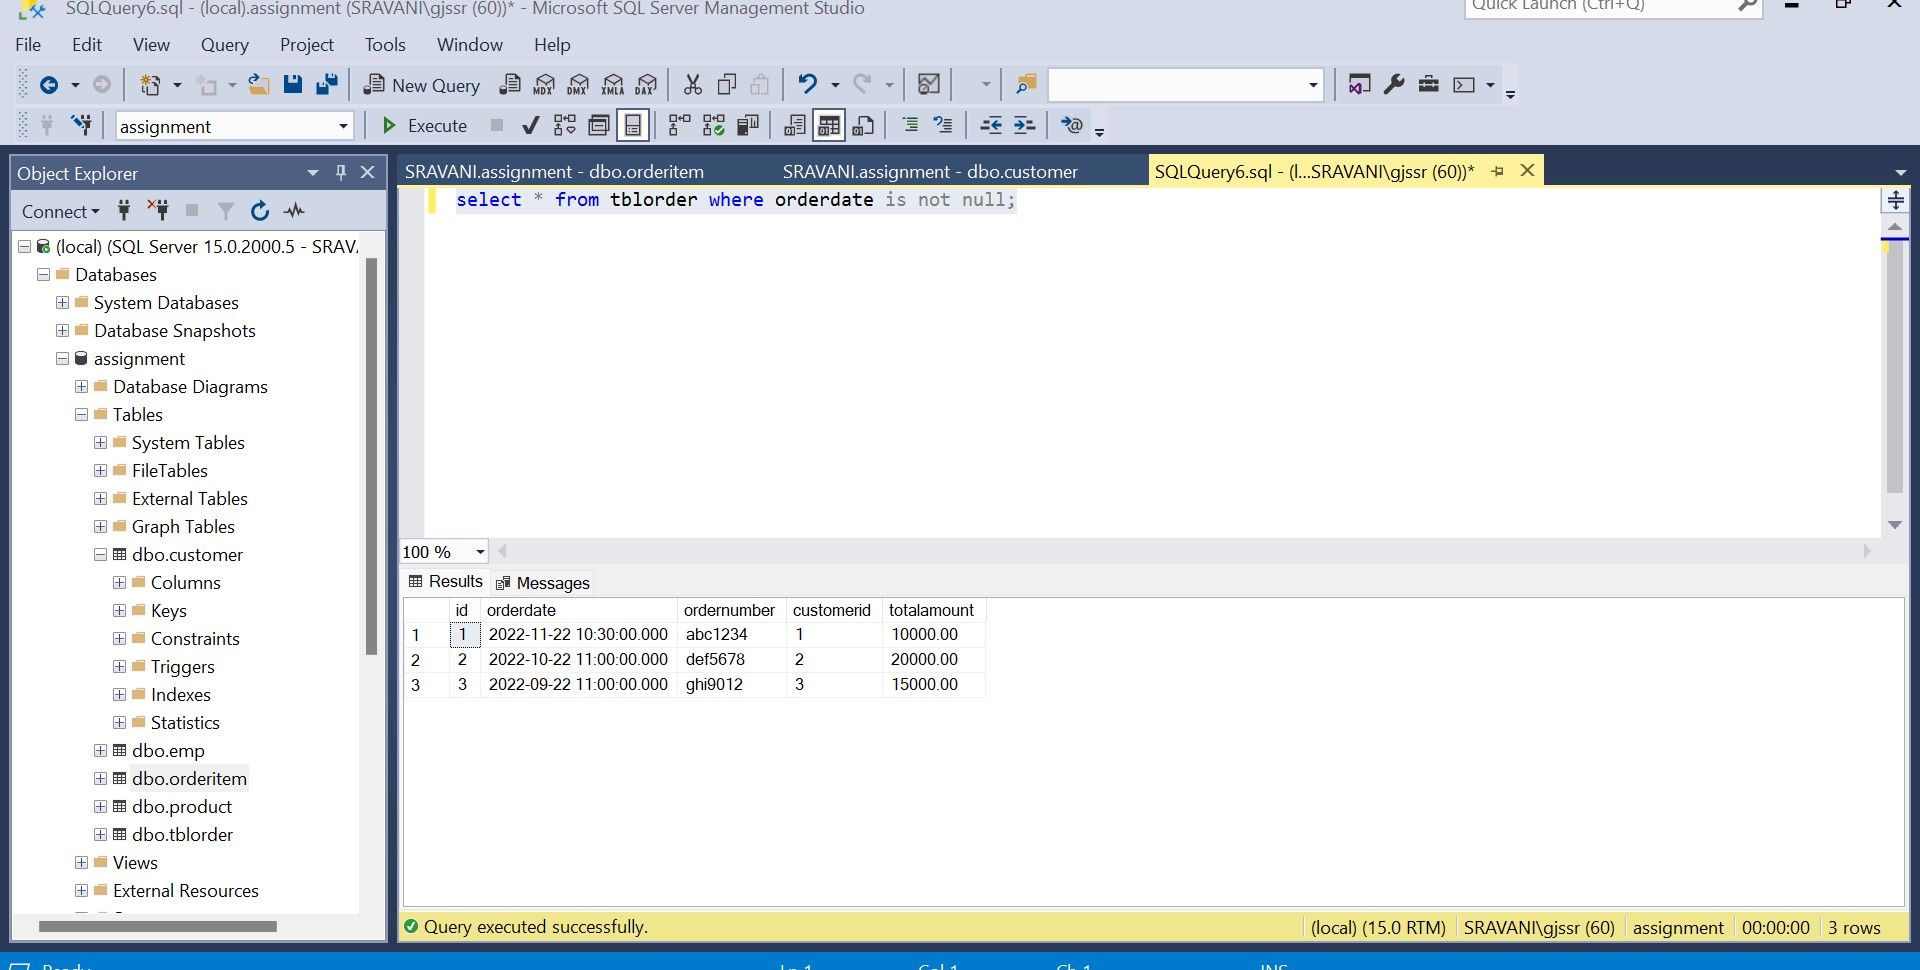 SQLQuery6.sql - (local).assignment (SRAVANI\gjssr (60))* - Microsoft SQL Server Management Studio
Quick Launch (Ctrl+Q)
File Edit View Query Project Tools Window Help
New Query MDX DMX XMLA DAX
assignment Execute
Object Explorer
Connect
(local) (SQL Server 15.0.2000.5 - SRAVA
Databases
System Databases
Database Snapshots
assignment
Database Diagrams
Tables
System Tables
FileTables
External Tables
Graph Tables
dbo.customer
Columns
Keys
Constraints
Triggers
Indexes
Statistics
dbo.emp
dbo.orderitem
dbo.product
dbo.tblorder
Views
External Resources
SRAVANI.assignment - dbo.orderitem SRAVANI.assignment - dbo.customer SQLQuery6.sql - (l...SRAVANI\gjssr (60))*
select * from tblorder where orderdate is not null;
100 %
Results Messages
id orderdate ordernumber customerid totalamount
1 1 2022-11-22 10:30:00.000 abc1234 1 10000.00
2 2 2022-10-22 11:00:00.000 def5678 2 20000.00
3 3 2022-09-22 11:00:00.000 ghi9012 3 15000.00
Query executed successfully. (local) (15.0 RTM) SRAVANI\gjssr (60) assignment 00:00:00 3 rows
Ready Ln 1 Col 1 Ch 1 INS